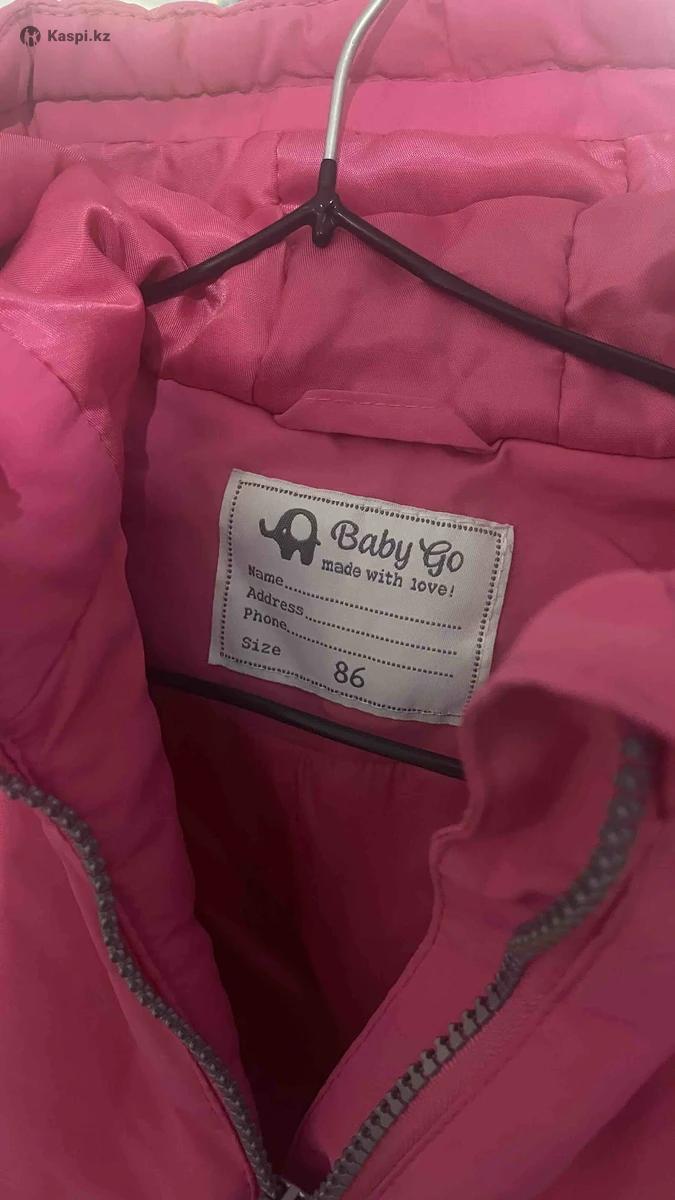 Kaspi.kz
Baby Go
made with love!
Name
Address
Phone
Size 86